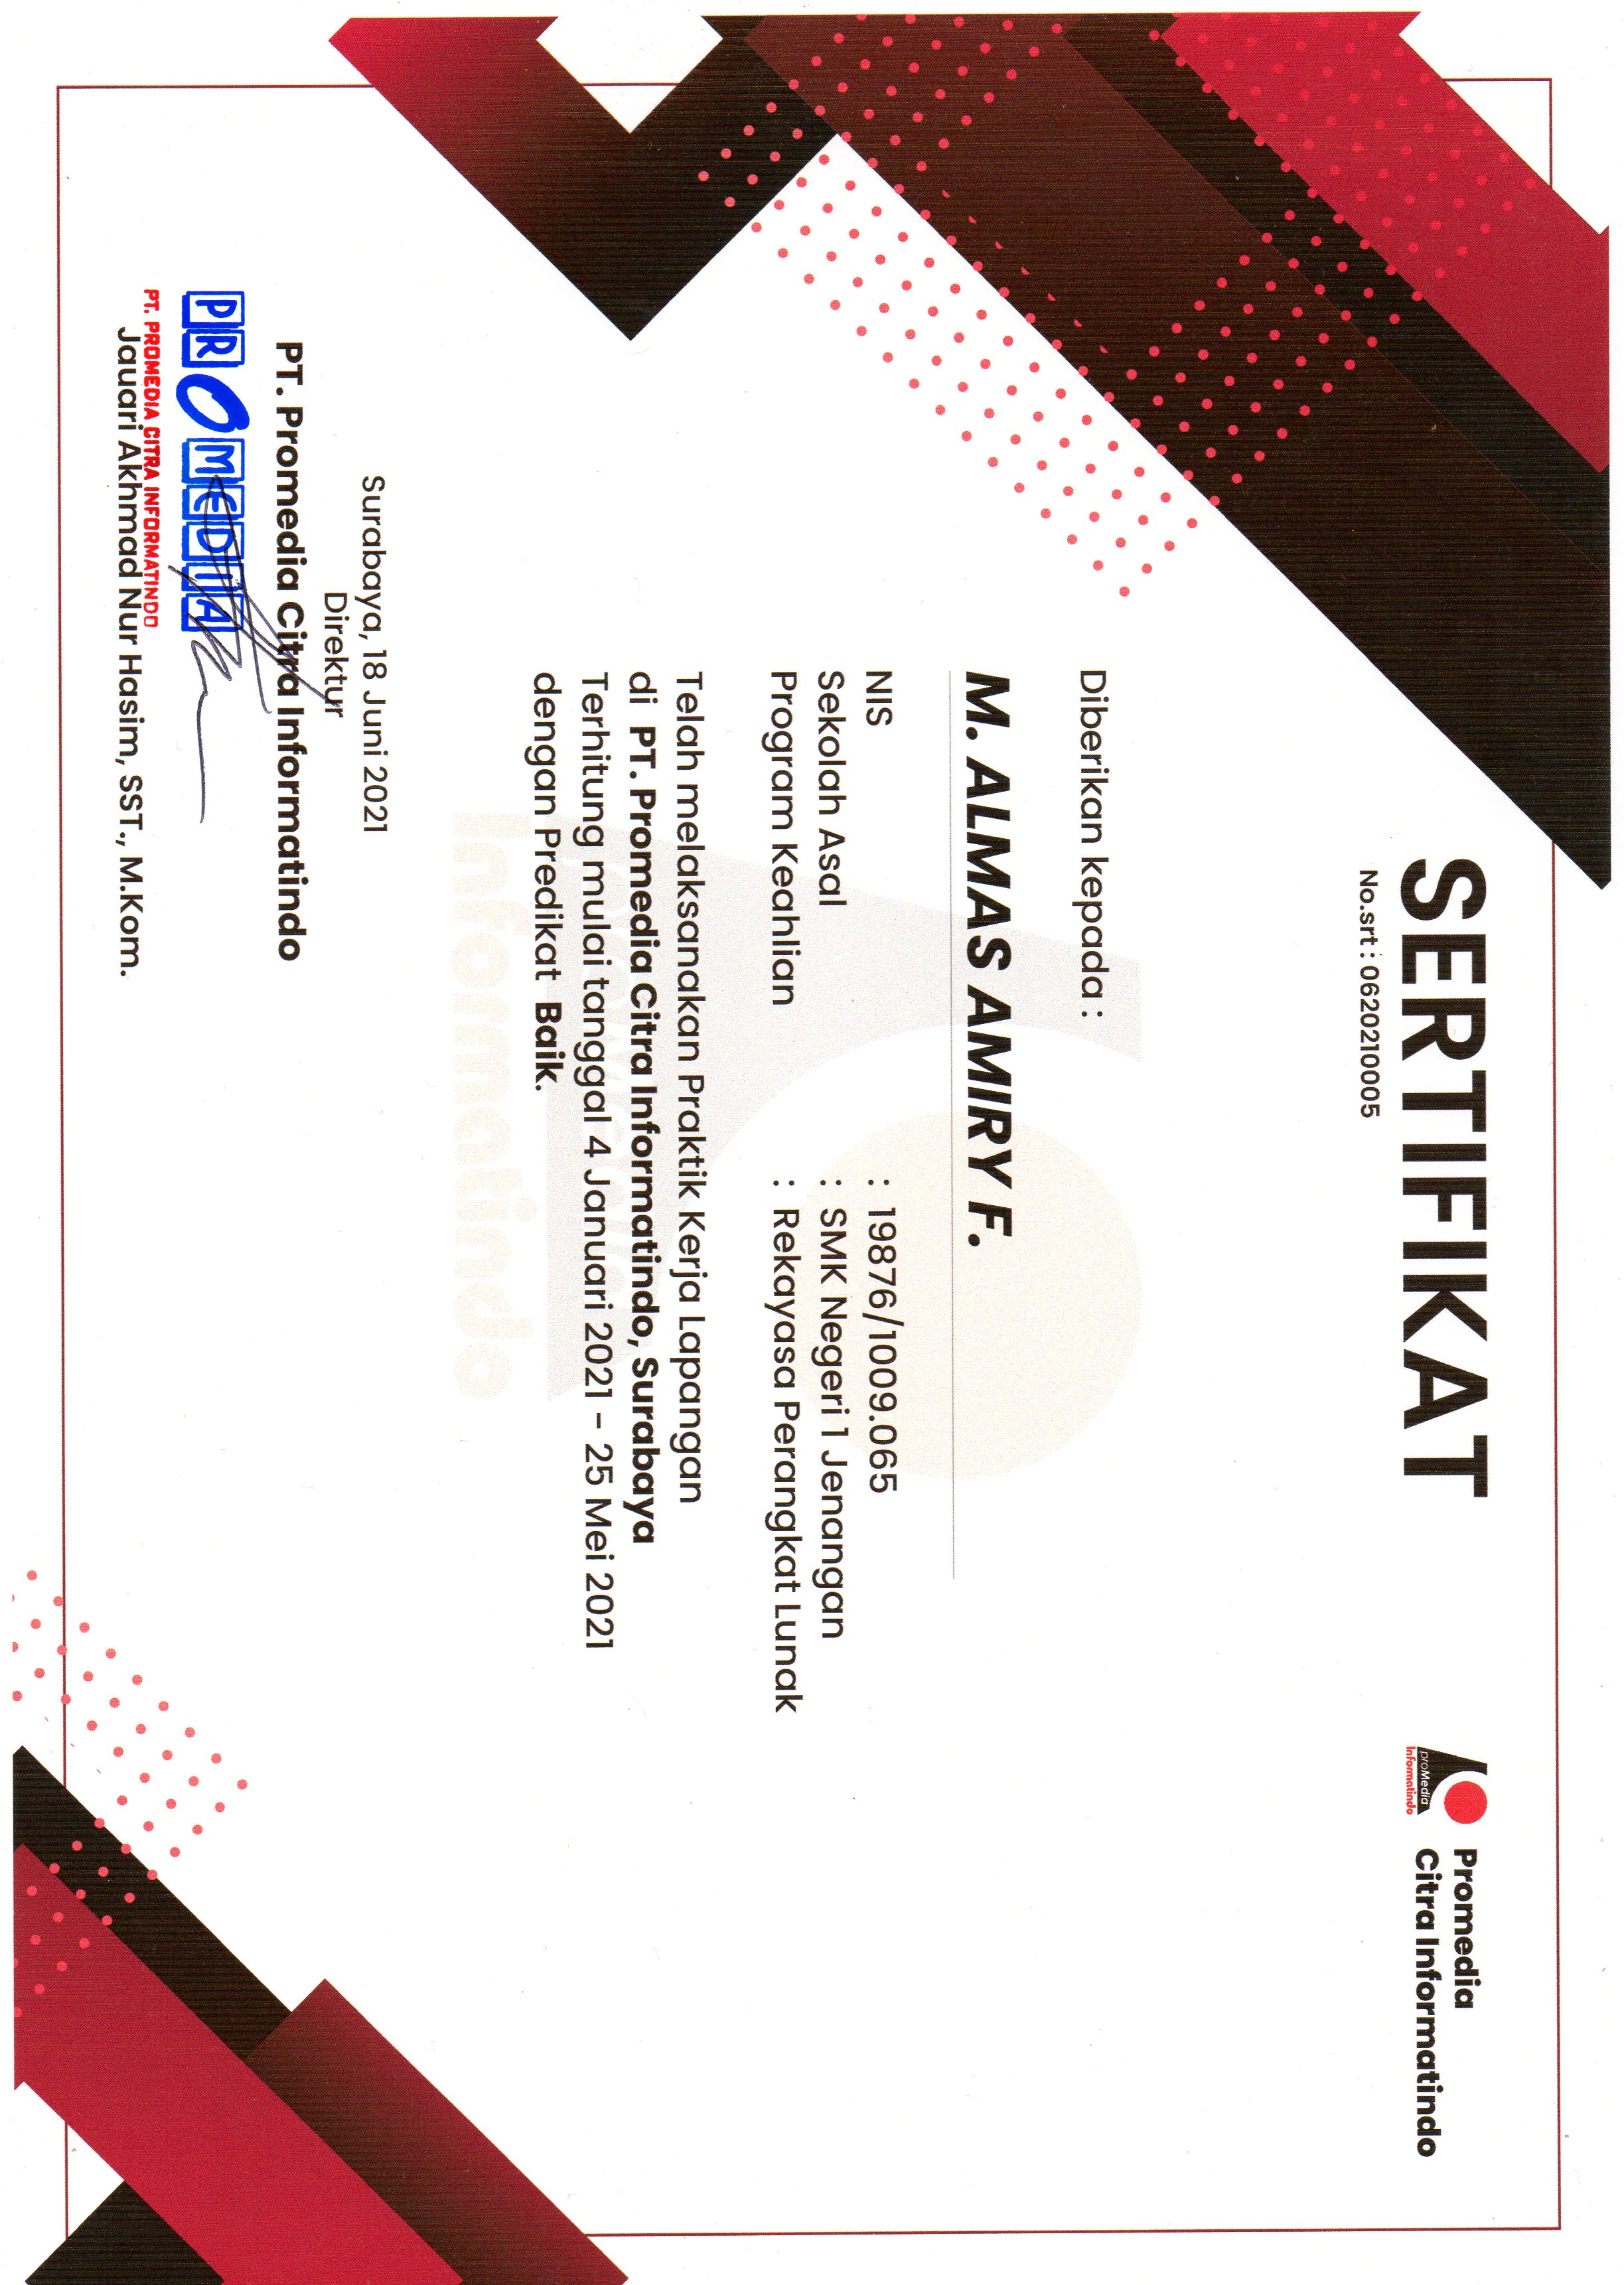 SERTIFIKAT
No.srt : 0620210005
proMedia
Informatindo
Promedia
Citra Informatindo
Diberikan kepada :
M. ALMAS AMIRY F.
NIS : 19876/1009.065
Sekolah Asal : SMK Negeri 1 Jenangan
Program Keahlian : Rekayasa Perangkat Lunak
Telah melaksanakan Praktik Kerja Lapangan
di PT. Promedia Citra Informatindo, Surabaya
Terhitung mulai tanggal 4 Januari 2021 - 25 Mei 2021
dengan Predikat Baik.
proMedia
Informatindo
Surabaya, 18 Juni 2021
Direktur
PT. Promedia Citra Informatindo
PROMEDIA
PT. PROMEDIA CITRA INFORMATINDO
Jauari Akhmad Nur Hasim, SST., M.Kom.